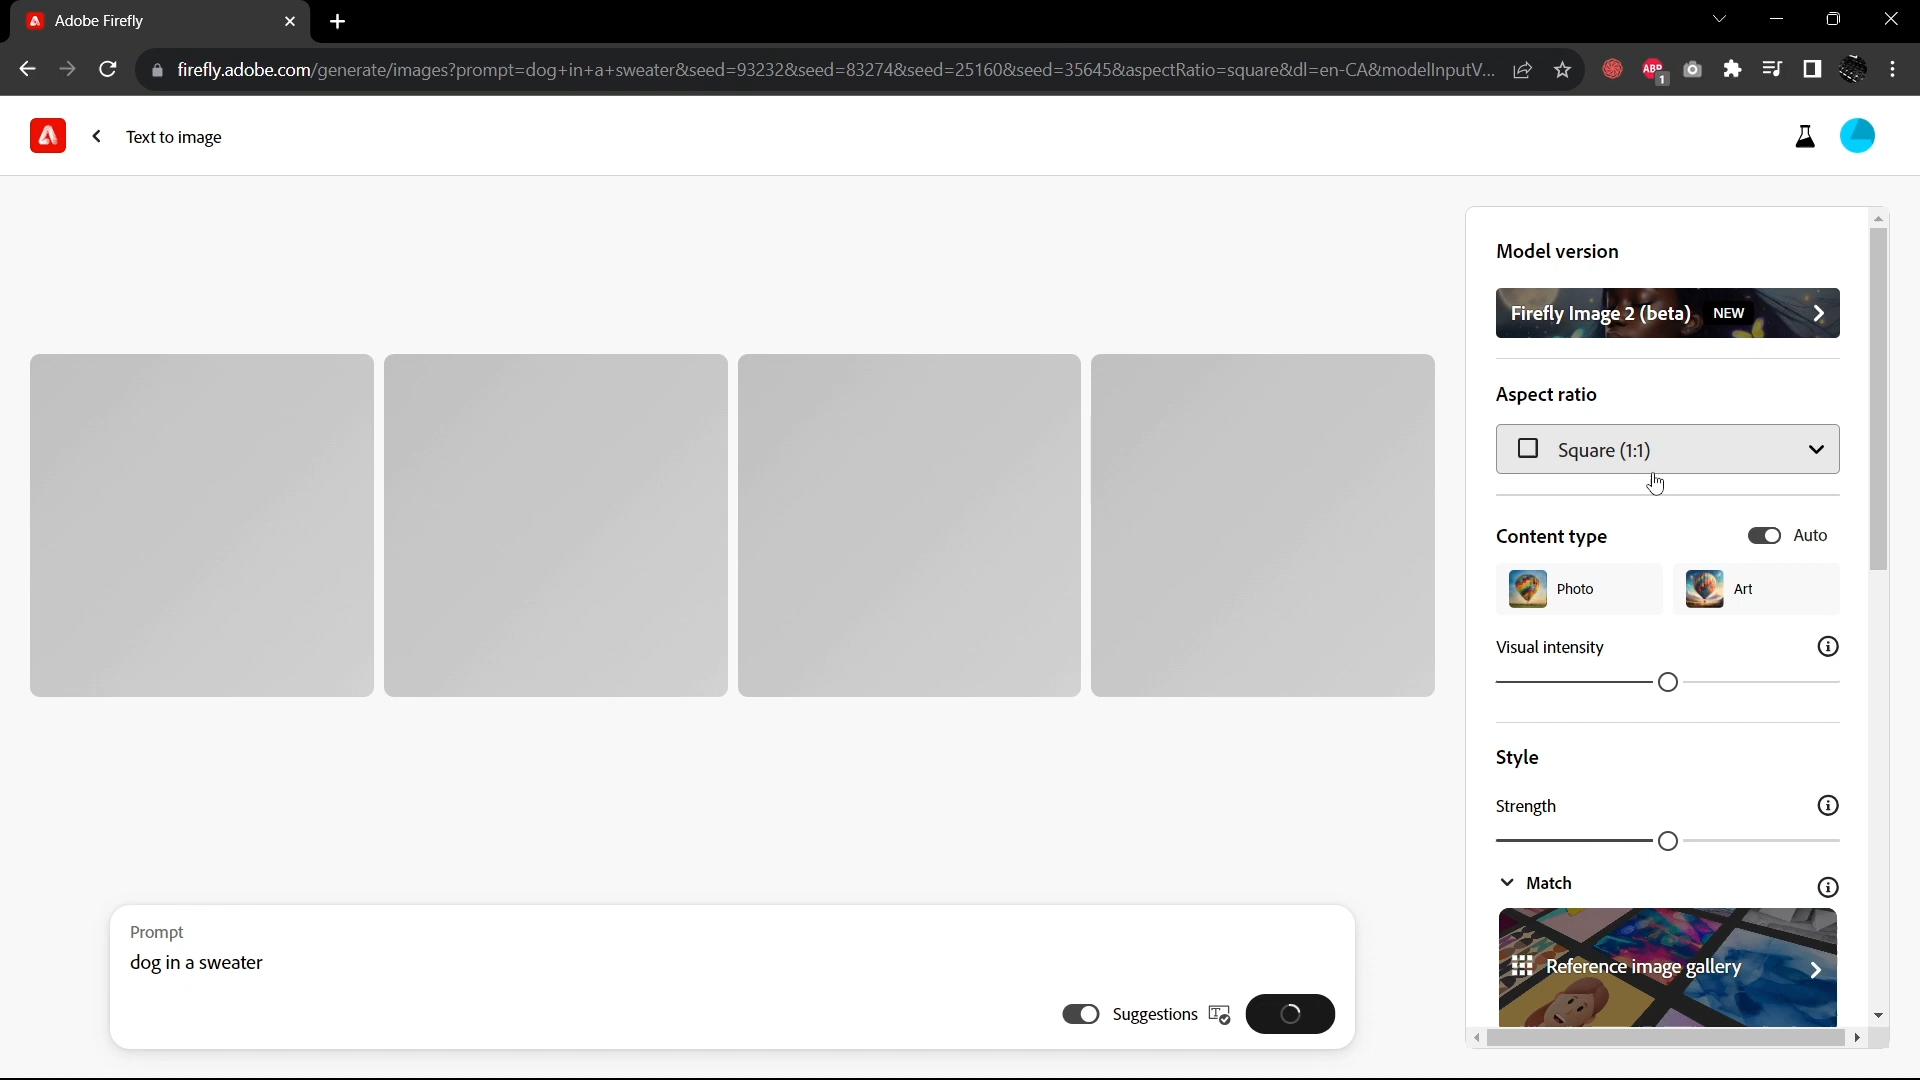 Adobe Firefly
firefly.adobe.com/generate/images?prompt=dog+in+a+sweater&seed=93232&seed=83274&seed=25160&seed=35645&aspectRatio=square&dl=en-CA&modelInputV...
ABP
1
Text to image
Model version
Firefly Image 2 (beta) NEW
Aspect ratio
Square (1:1)
Content type Auto
Photo Art
Visual intensity
Style
Strength
Match
Reference image gallery
Prompt
dog in a sweater
Suggestions